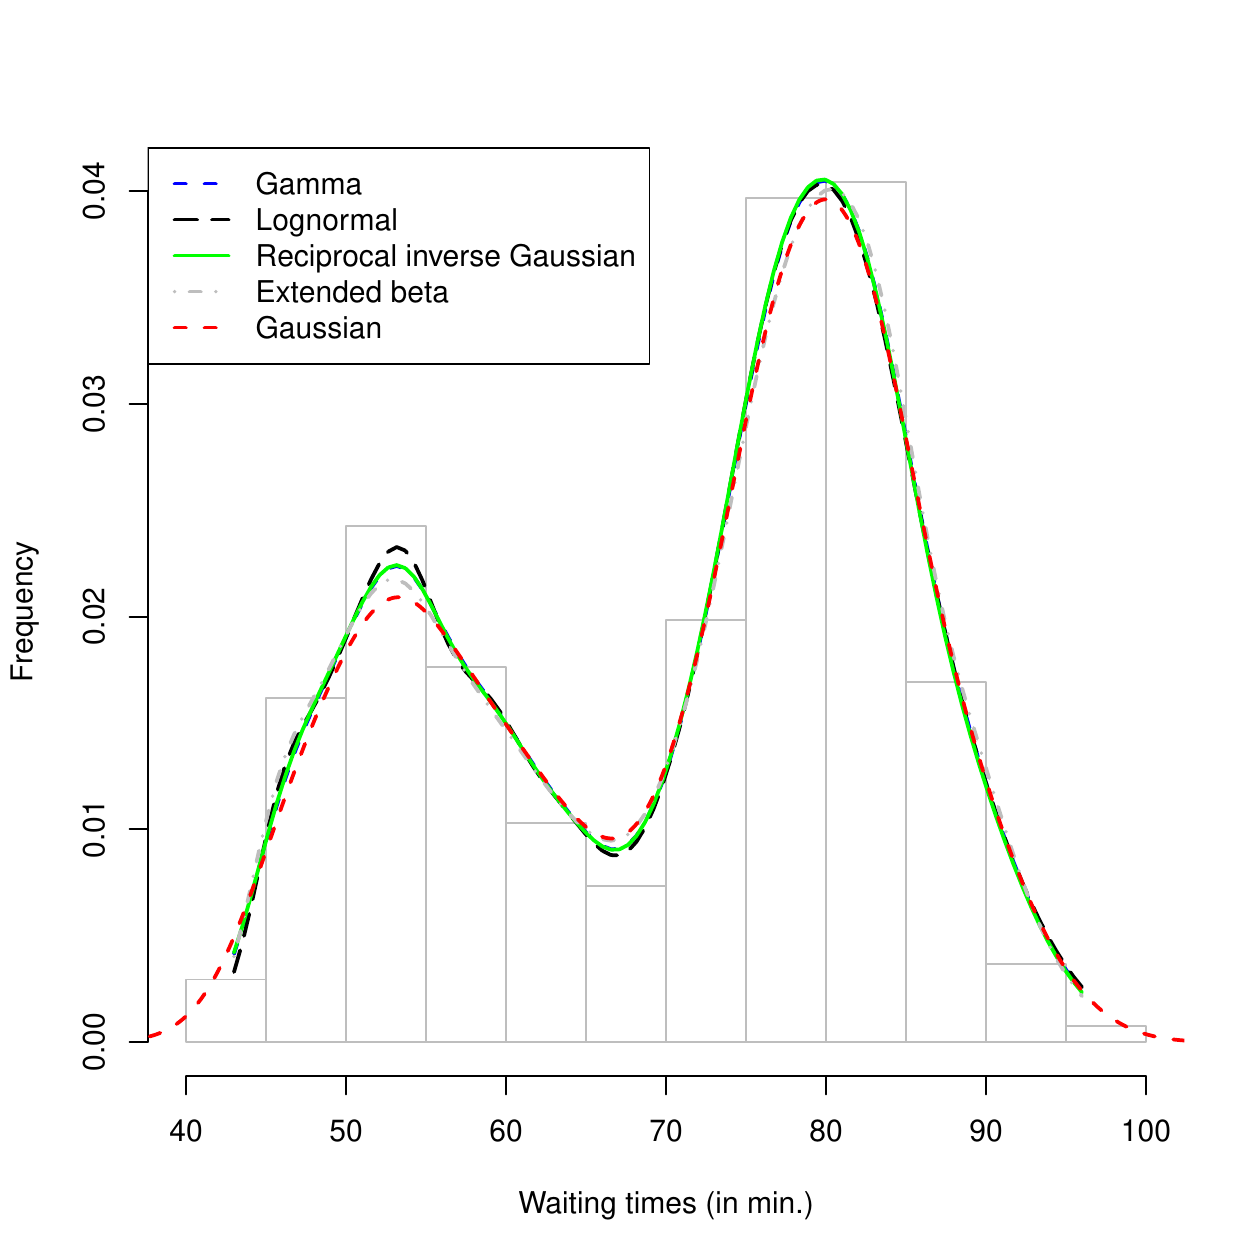 Gamma
Lognormal
Reciprocal inverse Gaussian
Extended beta
Gaussian
0.04
0.03
0.02
0.01
0.00
Frequency
40 50 60 70 80 90 100
Waiting times (in min.)